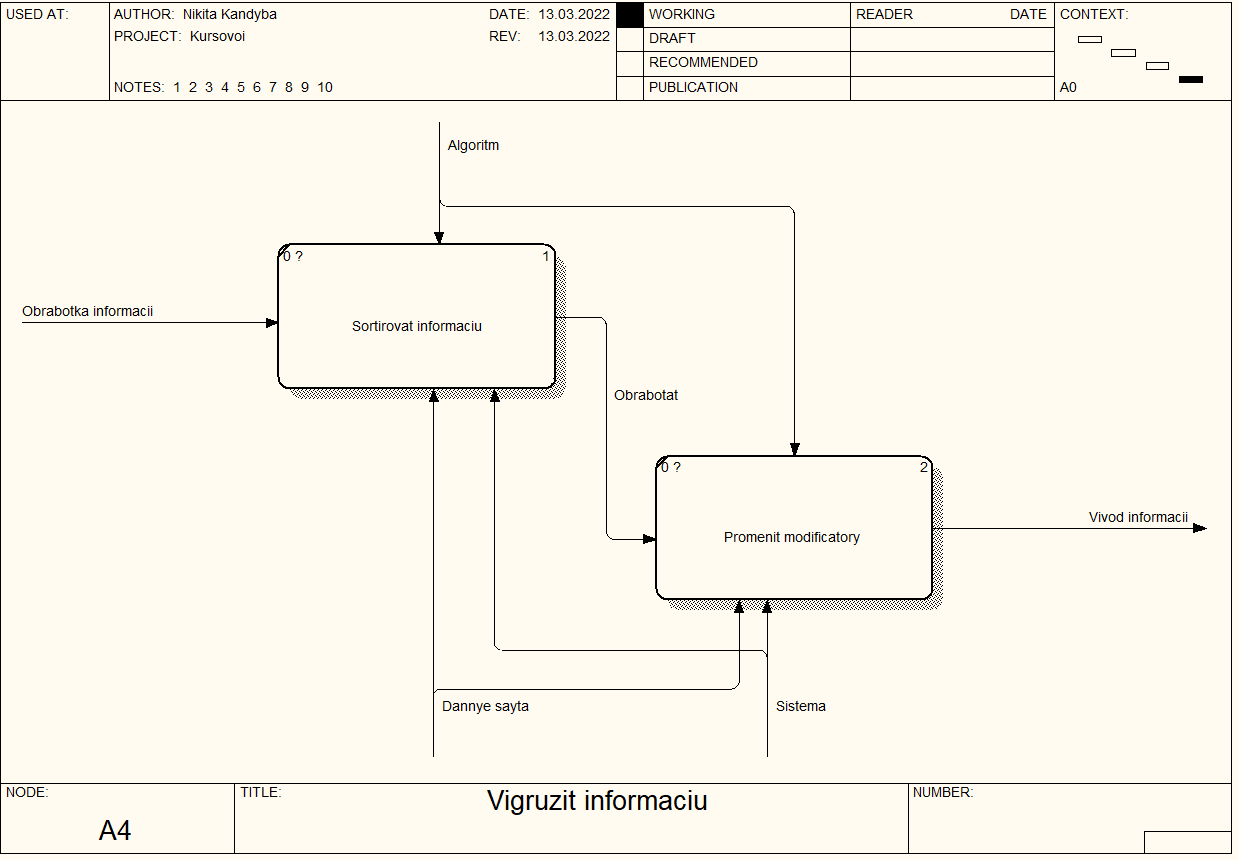 USED AT:
AUTHOR: Nikita Kandyba
DATE: 13.03.2022
PROJECT: Kursovoi
REV: 13.03.2022
NOTES: 1 2 3 4 5 6 7 8 9 10
WORKING
DRAFT
RECOMMENDED
PUBLICATION
READER DATE
CONTEXT:
A0
Algoritm
0 ? 1
Obrabotka informacii
Sortirovat informaciu
Obrabotat
0 ? 2
Vivod informacii
Promenit modificatory
Dannye sayta
Sistema
NODE:
A4
TITLE:
Vigruzit informaciu
NUMBER: